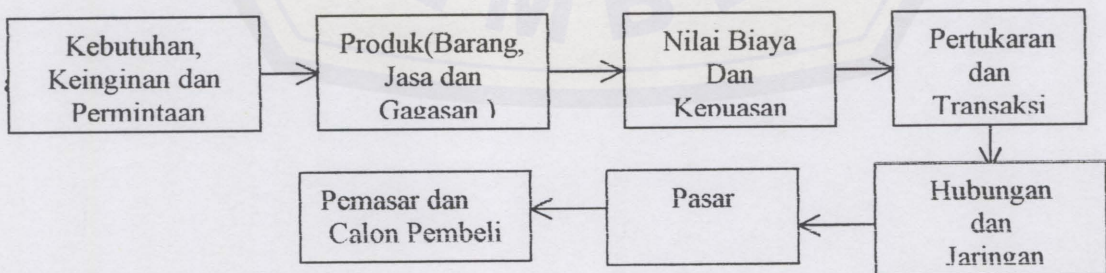 Kebutuhan,
Keinginan dan
Permintaan
Produk(Barang,
Jasa dan
Gagasan )
Nilai Biaya
Dan
Kepuasan
Pertukaran
dan
Transaksi
Hubungan
dan
Jaringan
Pasar
Pemasar dan
Calon Pembeli